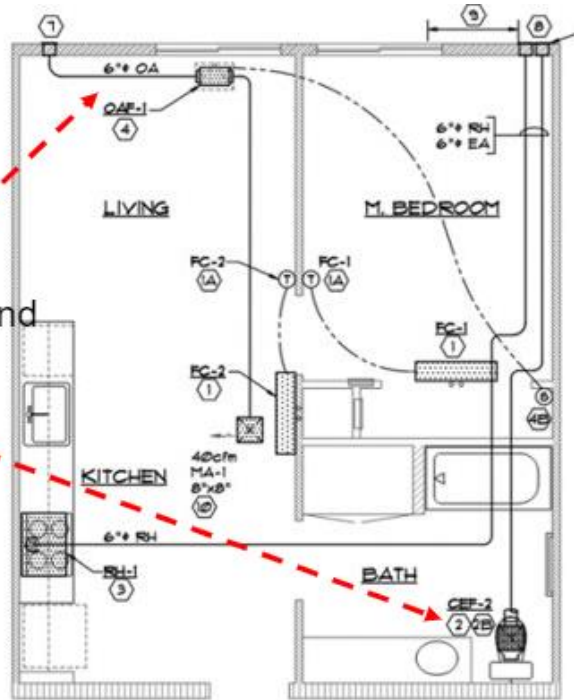 7
9
8
6"ø OA
OAF-1
4
6"ø RH
6"ø EA
LIVING
M. BEDROOM
FC-2
1A
T
T
FC-1
1A
nd
FC-1
1
FC-2
1
S
4B
40cfm
MA-1
8"x8"
10
KITCHEN
6"ø RH
RH-1
3
BATH
CEF-2
2
2B